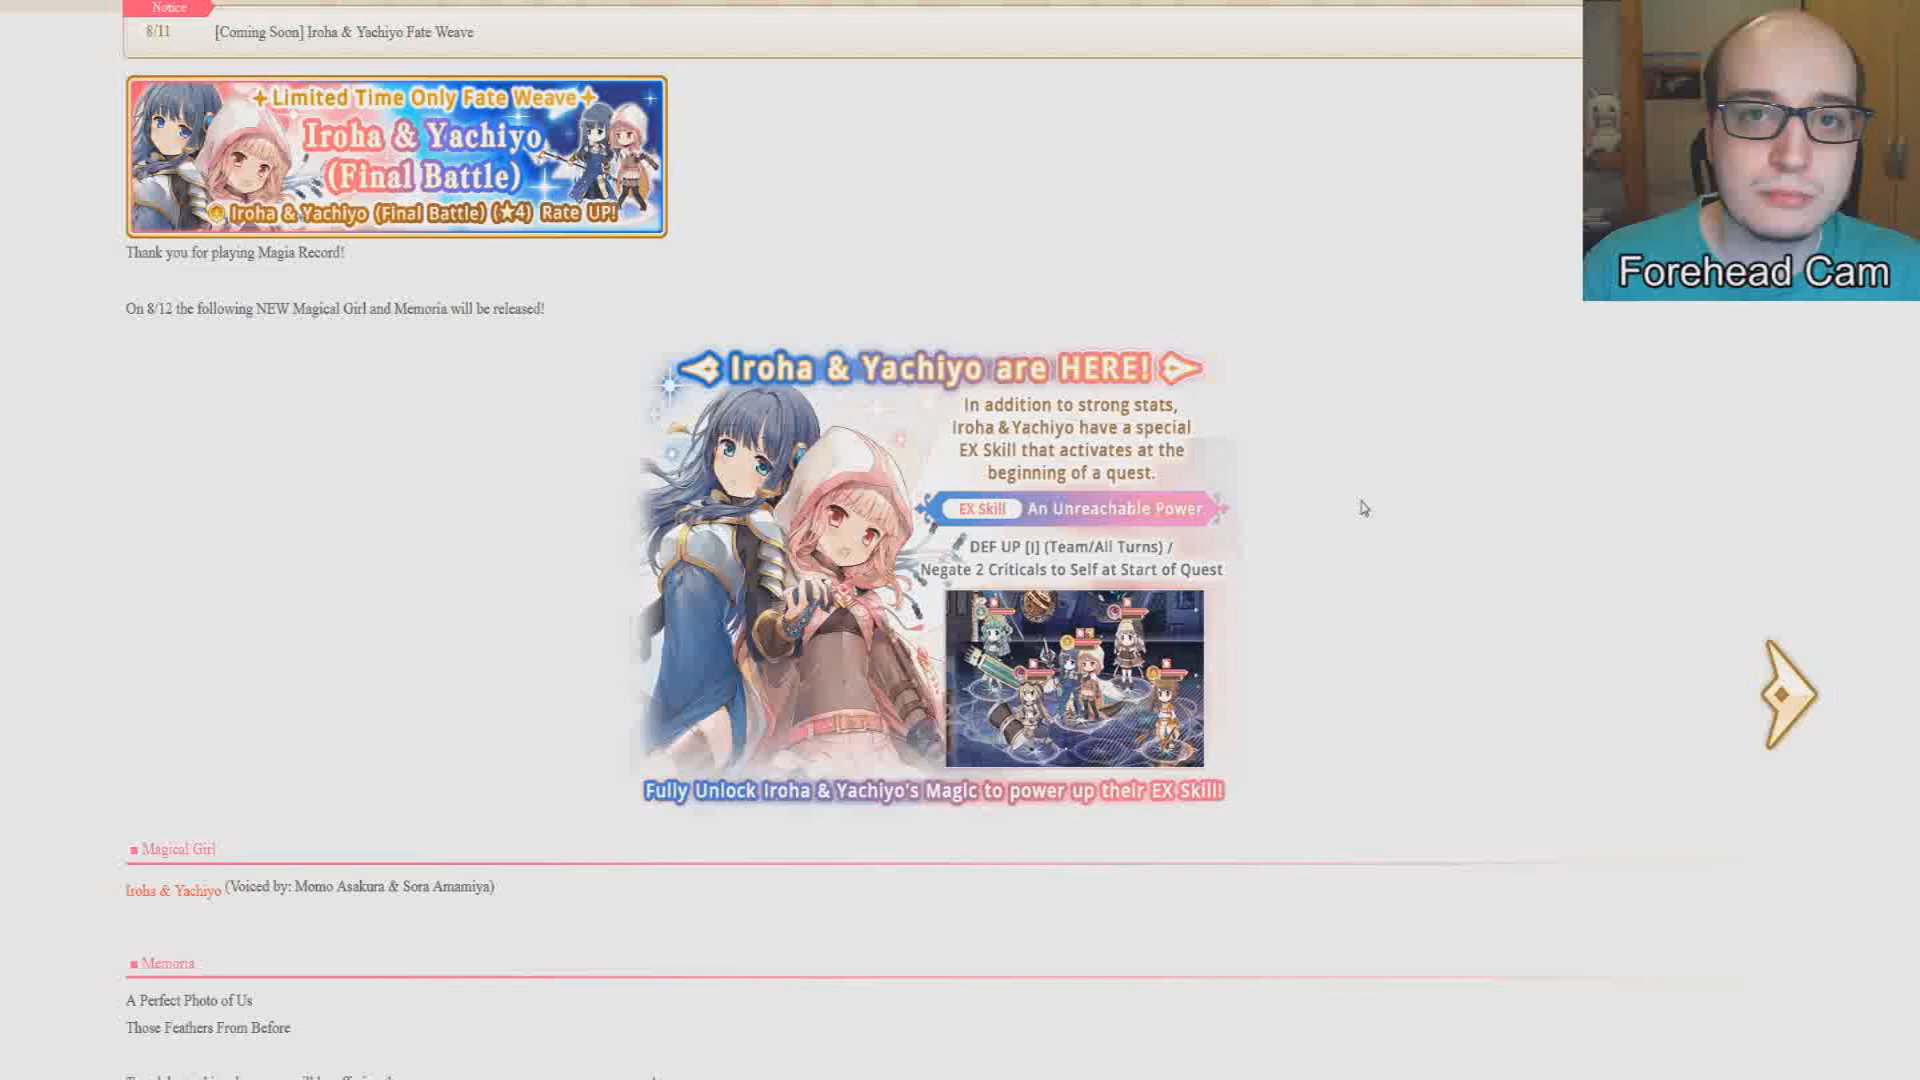 Notice
8/11 [Coming Soon] Iroha & Yachiyo Fate Weave
Limited Time Only Fate Weave
Iroha & Yachiyo
(Final Battle)
Iroha & Yachiyo (Final Battle) (★4) Rate UP!
Thank you for playing Magia Record!
On 8/12 the following NEW Magical Girl and Memoria will be released!
Forehead Cam
Iroha & Yachiyo are HERE!
In addition to strong stats,
Iroha & Yachiyo have a special
EX Skill that activates at the
beginning of a quest.
EX Skill An Unreachable Power
DEF UP [I] (Team/All Turns) /
Negate 2 Criticals to Self at Start of Quest
Fully Unlock Iroha & Yachiyo's Magic to power up their EX Skill!
■ Magical Girl
Iroha & Yachiyo (Voiced by: Momo Asakura & Sora Amamiya)
■ Memoria
A Perfect Photo of Us
Those Feathers From Before